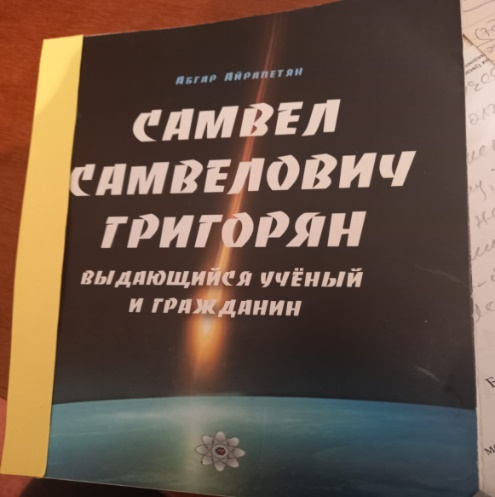 Абгар Айрапетян
САМВЕЛ
САМВЕЛОВИЧ
ГРИГОРЯН
ВЫДАЮЩИЙСЯ УЧЁНЫЙ
И ГРАЖДАНИН